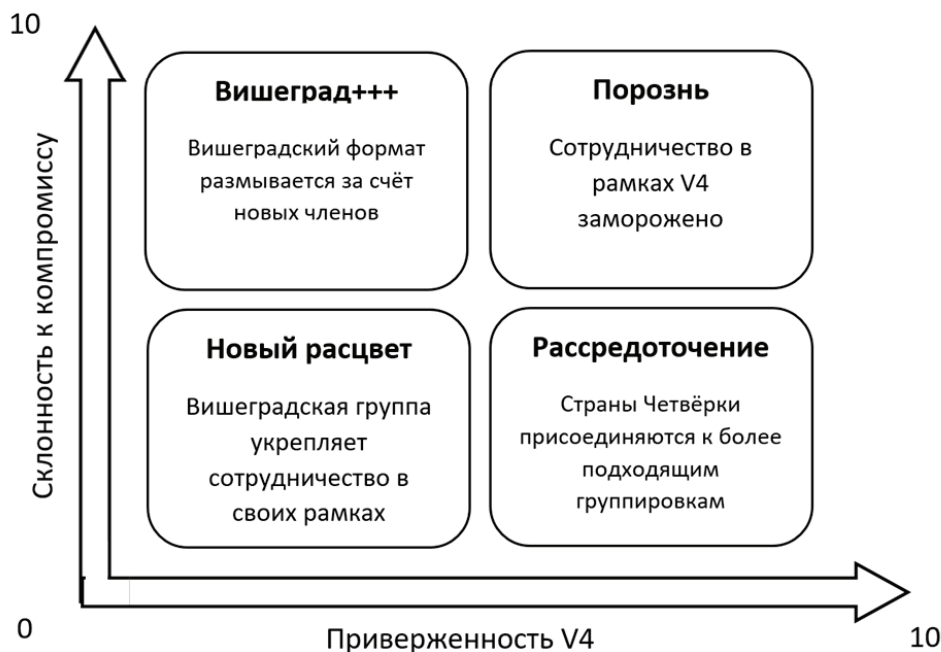 10
Склонность к компромиссу
Вишеград+++
Вишеградский формат
размывается за счёт
новых членов
Порознь
Сотрудничество в
рамках V4
заморожено
Новый расцвет
Вишеградская группа
укрепляет
сотрудничество в
своих рамках
Рассредоточение
Страны Четвёрки
присоединяются к более
подходящим
группировкам
0
Приверженность V4
10